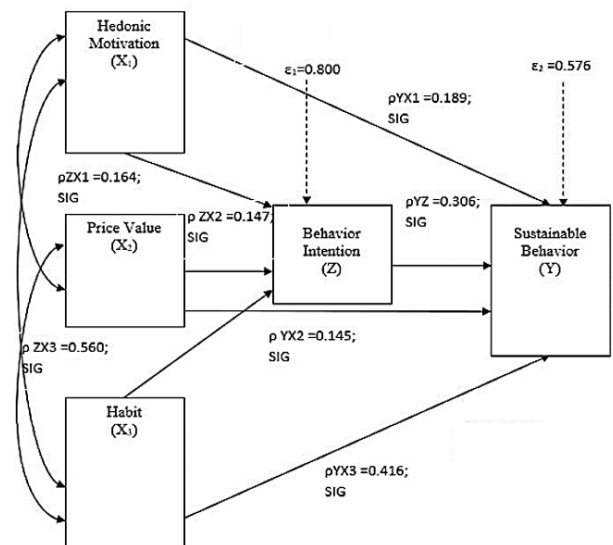 Hedonic
Motivation
(X₁)
ε₁=0.800
ε₂ =0.576
ρYX1 =0.189;
SIG
ρZX1 =0.164;
SIG
ρ ZX2 =0.147;
SIG
ρYZ =0.306;
SIG
Price Value
(X₂)
Behavior
Intention
(Z)
Sustainable
Behavior
(Y)
ρ ZX3 =0.560;
SIG
ρ YX2 =0.145;
SIG
Habit
(X₃)
ρYX3 =0.416;
SIG